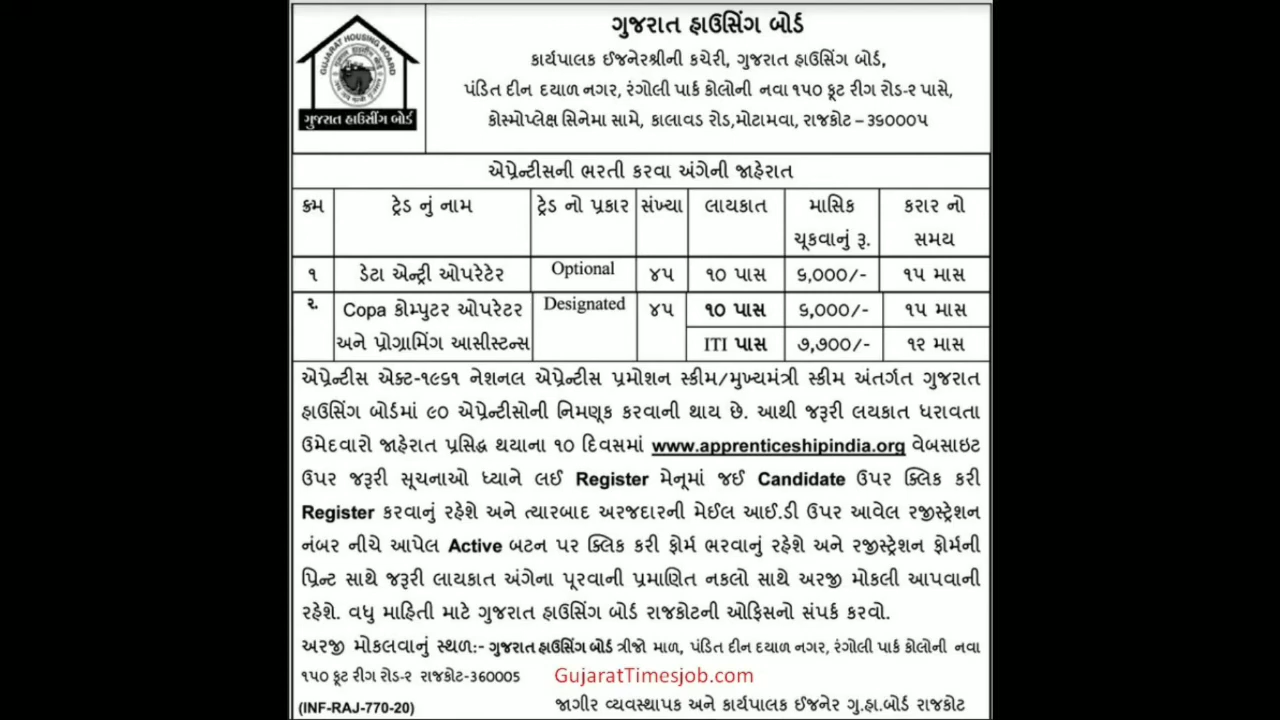 ગુજરાત હાઉસિંગ બોર્ડ
કાર્યપાલક ઈજનેરશ્રીની કચેરી, ગુજરાત હાઉસિંગ બોર્ડ,
પંડિત દીન દયાળ નગર, રંગોલી પાર્ક કોલોની નવા ૧૫૦ ફૂટ રીંગ રોડ-૨ પાસે,
કોસ્મોપ્લેક્ષ સિનેમા સામે, કાલાવડ રોડ,મોટામવા, રાજકોટ – ૩૬૦૦૦૫
GUJARAT HOUSING BOARD
ગુજરાત હાઉસીંગ બોર્ડ
એપ્રેન્ટીસની ભરતી કરવા અંગેની જાહેરાત
ક્રમ ટ્રેડ નું નામ ટ્રેડ નો પ્રકાર સંખ્યા લાયકાત માસિક ચૂકવાનું રૂ. કરાર નો સમય
૧ ડેટા એન્ટ્રી ઓપરેટેર Optional ૪૫ ૧૦ પાસ ૬,૦૦૦/- ૧૫ માસ
૨. Copa કોમ્પુટર ઓપરેટર Designated ૪૫ ૧૦ પાસ ૬,૦૦૦/- ૧૫ માસ
અને પ્રોગ્રામિંગ આસીસ્ટન્સ ITI પાસ ૭,૭૦૦/- ૧૨ માસ
એપ્રેન્ટીસ એક્ટ-૧૯૬૧ નેશનલ એપ્રેન્ટીસ પ્રમોશન સ્કીમ/મુખ્યમંત્રી સ્કીમ અંતર્ગત ગુજરાત
હાઉસિંગ બોર્ડમાં ૯૦ એપ્રેન્ટીસોની નિમણૂક કરવાની થાય છે. આથી જરૂરી લયકાત ધરાવતા
ઉમેદવારો જાહેરાત પ્રસિદ્ધ થયાના ૧૦ દિવસમાં www.apprenticeshipindia.org વેબસાઇટ
ઉપર જરૂરી સૂચનાઓ ધ્યાને લઈ Register મેનૂમાં જઈ Candidate ઉપર ક્લિક કરી
Register કરવાનું રહેશે અને ત્યારબાદ અરજદારની મેઈલ આઈ.ડી ઉપર આવેલ રજીસ્ટ્રેશન
નંબર નીચે આપેલ Active બટન પર ક્લિક કરી ફોર્મ ભરવાનું રહેશે અને રજીસ્ટ્રેશન ફોર્મની
પ્રિન્ટ સાથે જરૂરી લાયકાત અંગેના પૂરવાની પ્રમાણિત નકલો સાથે અરજી મોકલી આપવાની
રહેશે. વધુ માહિતી માટે ગુજરાત હાઉસિંગ બોર્ડ રાજકોટની ઓફિસનો સંપર્ક કરવો.
અરજી મોકલવાનું સ્થળ:- ગુજરાત હાઉસિંગ બોર્ડ ત્રીજો માળ, પંડિત દીન દયાળ નગર, રંગોલી પાર્ક કોલોની નવા
૧૫૦ ફૂટ રીંગ રોડ-૨ રાજકોટ-360005 GujaratTimesjob.com
(INF-RAJ-770-20) જાગીર વ્યવસ્થાપક અને કાર્યપાલક ઈજનેર ગુ.હા.બોર્ડ રાજકોટ